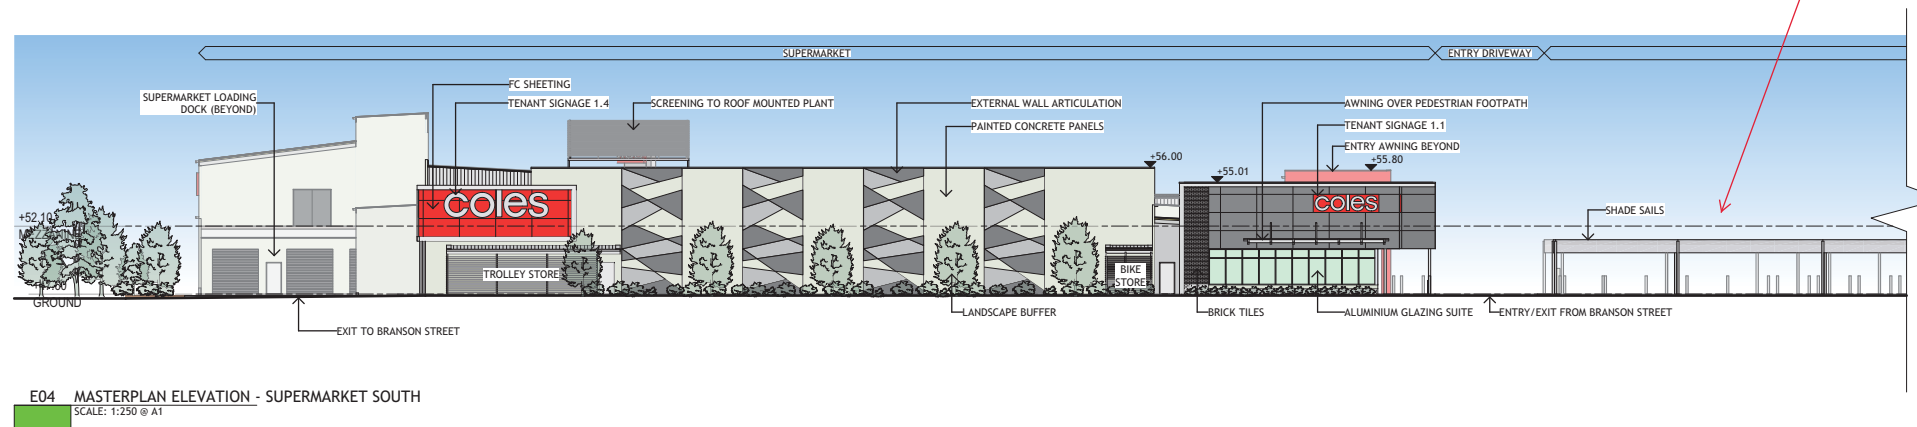 SUPERMARKET
ENTRY DRIVEWAY
FC SHEETING
SUPERMARKET LOADING
DOCK (BEYOND)
TENANT SIGNAGE 1.4
SCREENING TO ROOF MOUNTED PLANT
EXTERNAL WALL ARTICULATION
AWNING OVER PEDESTRIAN FOOTPATH
PAINTED CONCRETE PANELS
TENANT SIGNAGE 1.1
ENTRY AWNING BEYOND
+56.00
+55.80
+55.01
coles
coles
SHADE SAILS
+52.10
TROLLEY STORE
BIKE
STORE
GROUND
LANDSCAPE BUFFER
BRICK TILES
ALUMINIUM GLAZING SUITE
ENTRY/EXIT FROM BRANSON STREET
EXIT TO BRANSON STREET
E04 MASTERPLAN ELEVATION - SUPERMARKET SOUTH
SCALE: 1:250 @ A1